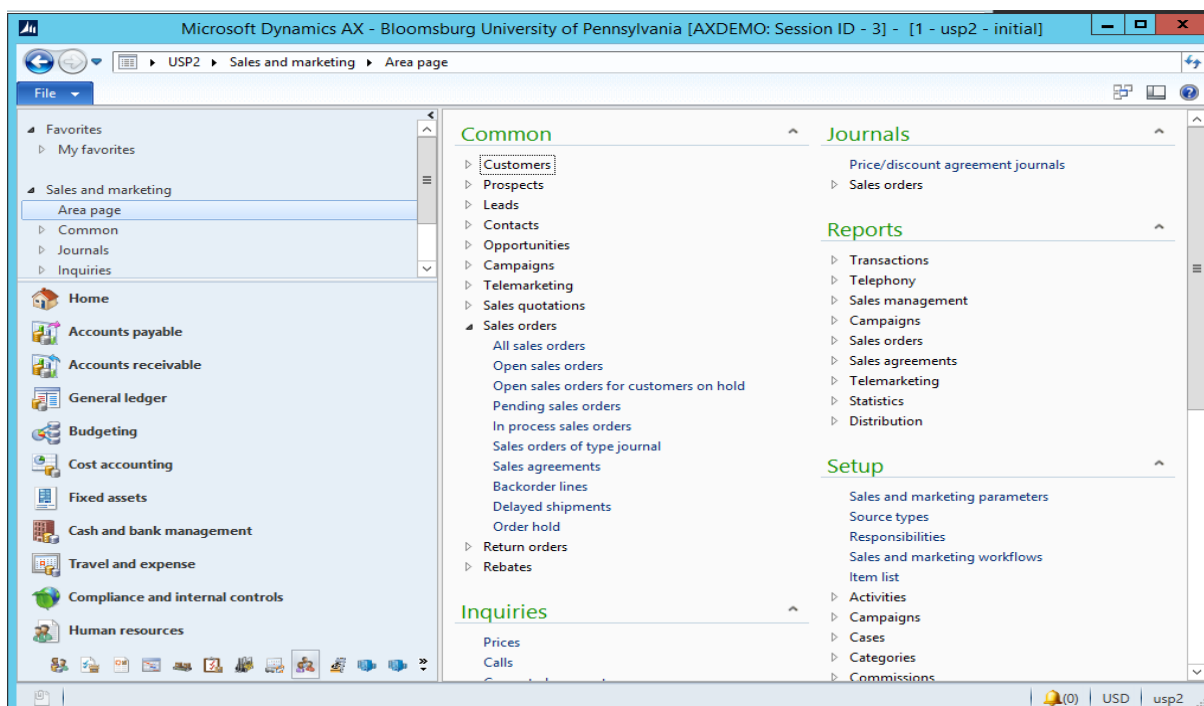 Microsoft Dynamics AX - Bloomsburg University of Pennsylvania [AXDEMO: Session ID - 3] - [1 - usp2 - initial]
USP2 Sales and marketing Area page
File
Favorites
My favorites
Sales and marketing
Area page
Common
Journals
Inquiries
Home
Accounts payable
Accounts receivable
General ledger
Budgeting
Cost accounting
Fixed assets
Cash and bank management
Travel and expense
Compliance and internal controls
Human resources
Common
Customers
Prospects
Leads
Contacts
Opportunities
Campaigns
Telemarketing
Sales quotations
Sales orders
All sales orders
Open sales orders
Open sales orders for customers on hold
Pending sales orders
In process sales orders
Sales orders of type journal
Sales agreements
Backorder lines
Delayed shipments
Order hold
Return orders
Rebates
Inquiries
Prices
Calls
Journals
Price/discount agreement journals
Sales orders
Reports
Transactions
Telephony
Sales management
Campaigns
Sales orders
Sales agreements
Telemarketing
Statistics
Distribution
Setup
Sales and marketing parameters
Source types
Responsibilities
Sales and marketing workflows
Item list
Activities
Campaigns
Cases
Categories
Commissions
(0) USD usp2